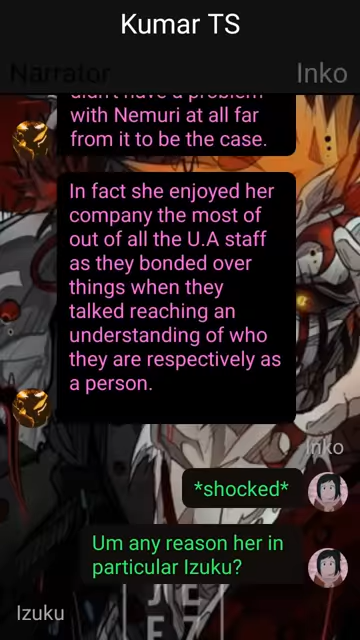 Kumar TS
Narrator
Inko
didn't have a problem
with Nemuri at all far
from it to be the case.
In fact she enjoyed her
company the most of
out of all the U.A staff
as they bonded over
things when they
talked reaching an
understanding of who
they are respectively as
a person.
Inko
*shocked*
Um any reason her in
particular Izuku?
Izuku